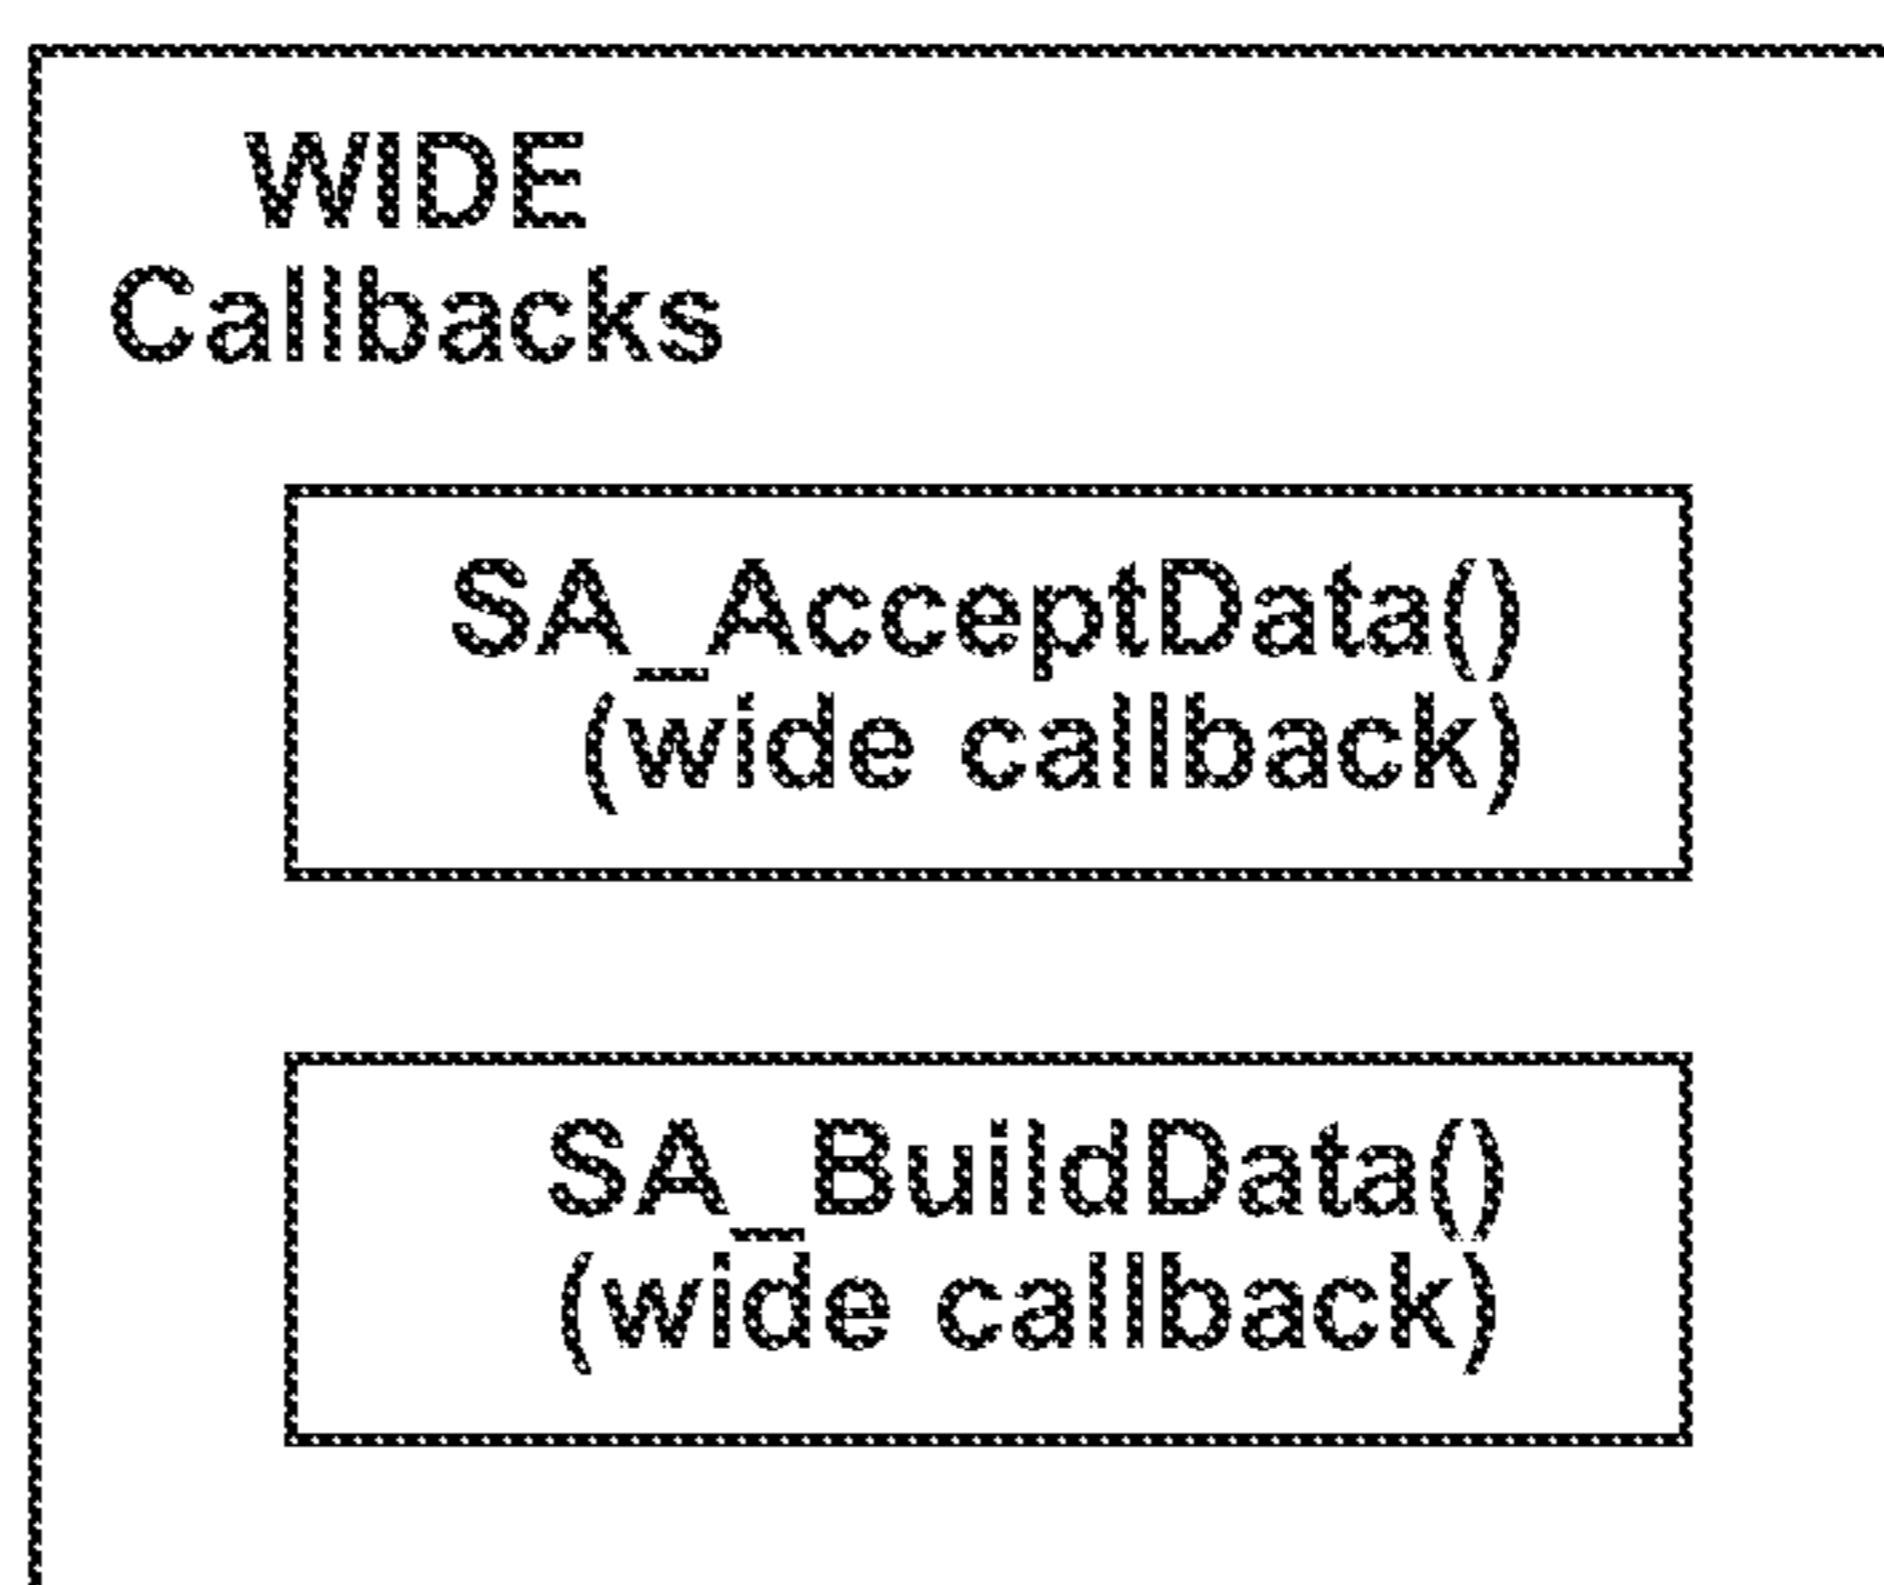 WIDE
Callbacks
SA_AcceptData()
(wide callback)
SA_BuildData()
(wide callback)